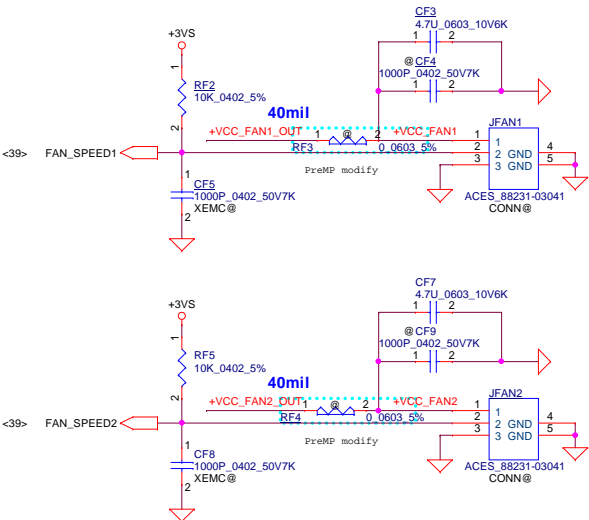 CF3
4.7U_0603_10V6K
1 2
@ CF4
1000P_0402_50V7K
1 2
+3VS
1
RF2
10K_0402_5%
2
40mil
+VCC_FAN1_OUT 1 @ 2 +VCC_FAN1
RF3 0_0603_5%
PreMP modify
<39> FAN_SPEED1
JFAN1
1 1
2 2 GND 4
3 3 GND 5
ACES_88231-03041
CONN@
1
CF5
1000P_0402_50V7K
XEMC@
2
CF7
4.7U_0603_10V6K
1 2
@ CF9
1000P_0402_50V7K
1 2
+3VS
1
RF5
10K_0402_5%
2
40mil
+VCC_FAN2_OUT 1 @ 2 +VCC_FAN2
RF4 0_0603_5%
PreMP modify
<39> FAN_SPEED2
JFAN2
1 1
2 2 GND 4
3 3 GND 5
ACES_88231-03041
CONN@
1
CF8
1000P_0402_50V7K
XEMC@
2